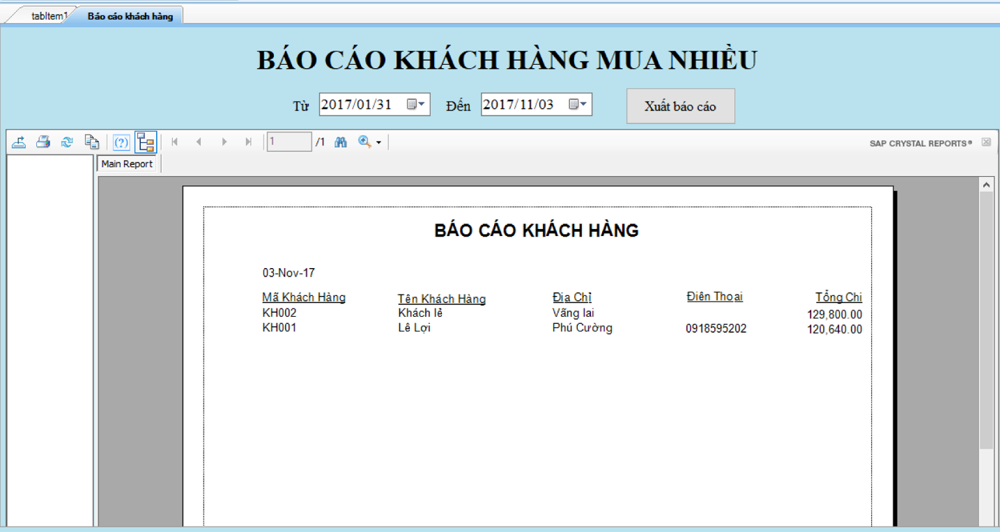 tabItem1 Báo cáo khách hàng
BÁO CÁO KHÁCH HÀNG MUA NHIỀU
Từ 2017/01/31 Đến 2017/11/03 Xuất báo cáo
1 /1 SAP CRYSTAL REPORTS®
Main Report
BÁO CÁO KHÁCH HÀNG
03-Nov-17
Mã Khách Hàng Tên Khách Hàng Địa Chỉ Điện Thoại Tổng Chi
KH002 Khách lẻ Vãng lai 129,800.00
KH001 Lê Lợi Phú Cường 0918595202 120,640.00